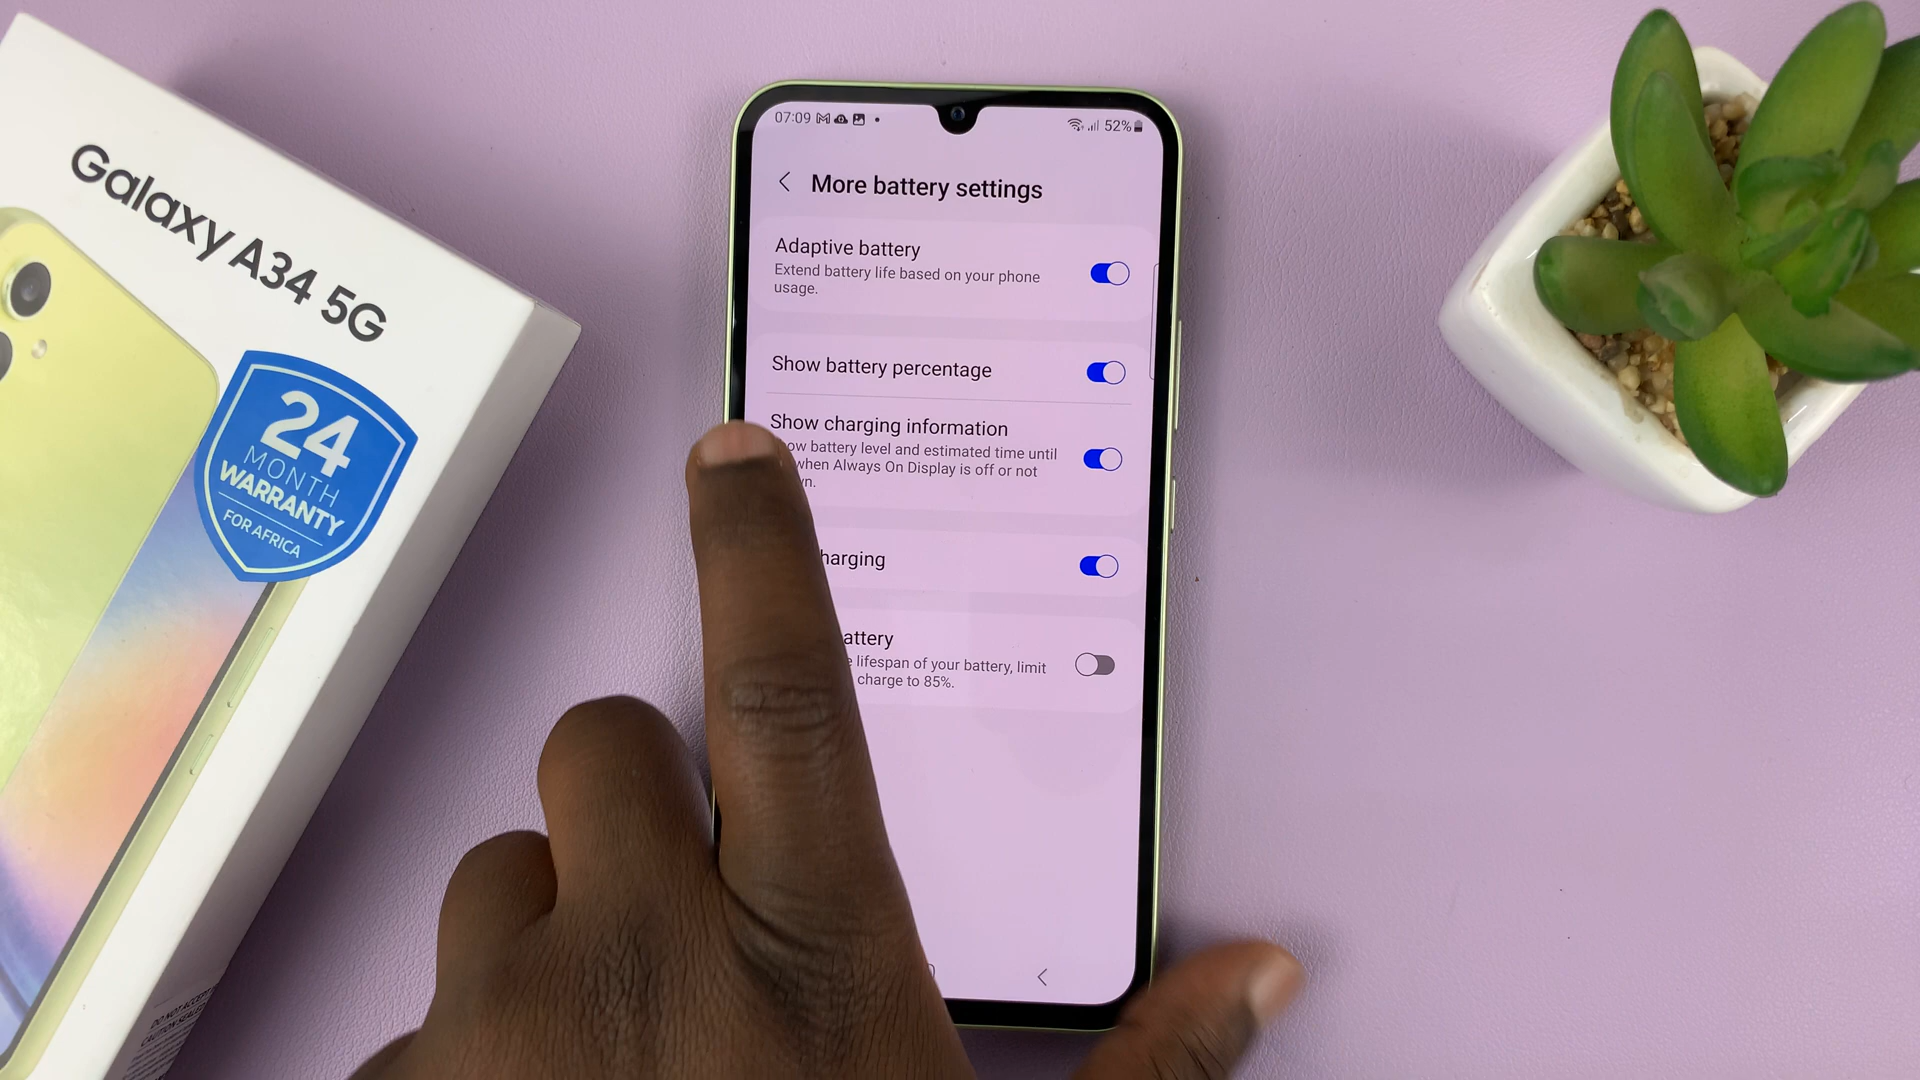 Galaxy A34 5G
24
MONTH
WARRANTY
FOR AFRICA
07:09
52%
More battery settings
Adaptive battery
Extend battery life based on your phone
usage.
Show battery percentage
Show charging information
ow battery level and estimated time until
when Always On Display is off or not
wn.
harging
attery
lifespan of your battery, limit
charge to 85%.